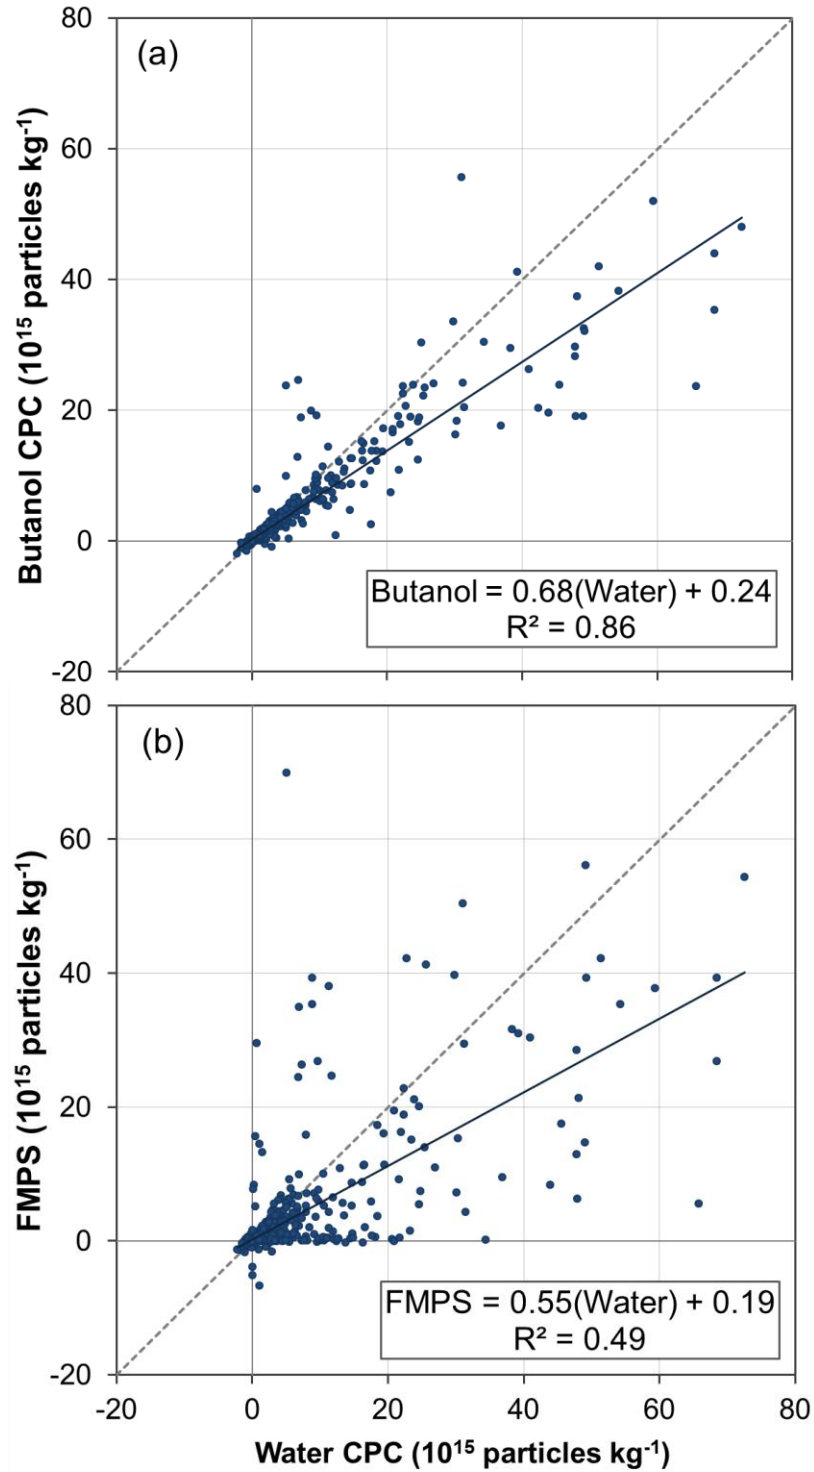 80
(a)
60
40
20
0
-20
Butanol CPC (10¹⁵ particles kg⁻¹)
Butanol = 0.68(Water) + 0.24
R² = 0.86
80
(b)
60
40
20
0
-20
FMPS (10¹⁵ particles kg⁻¹)
FMPS = 0.55(Water) + 0.19
R² = 0.49
-20 0 20 40 60 80
Water CPC (10¹⁵ particles kg⁻¹)